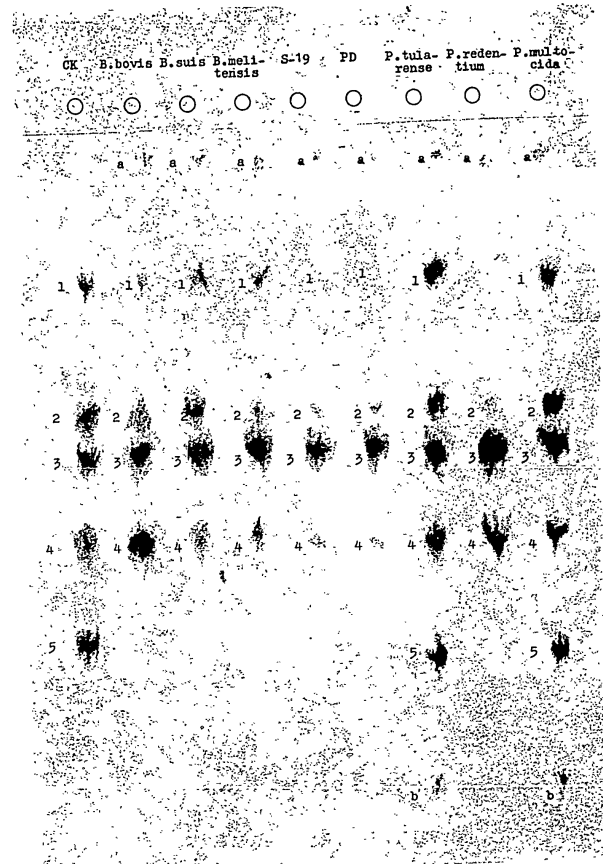 CK B.bovis B.suis B.meli- S-19 PD P.tula- P.reden- P.multo-
tensis rense tium cida
a a a a a a a a
1 1 1 1 1 1 1 1
2 2 2 2 2 2 2 2 2
3 3 3 3 3 3 3 3 3
4 4 4 4 4 4 4 4 4
5 5 5
b b